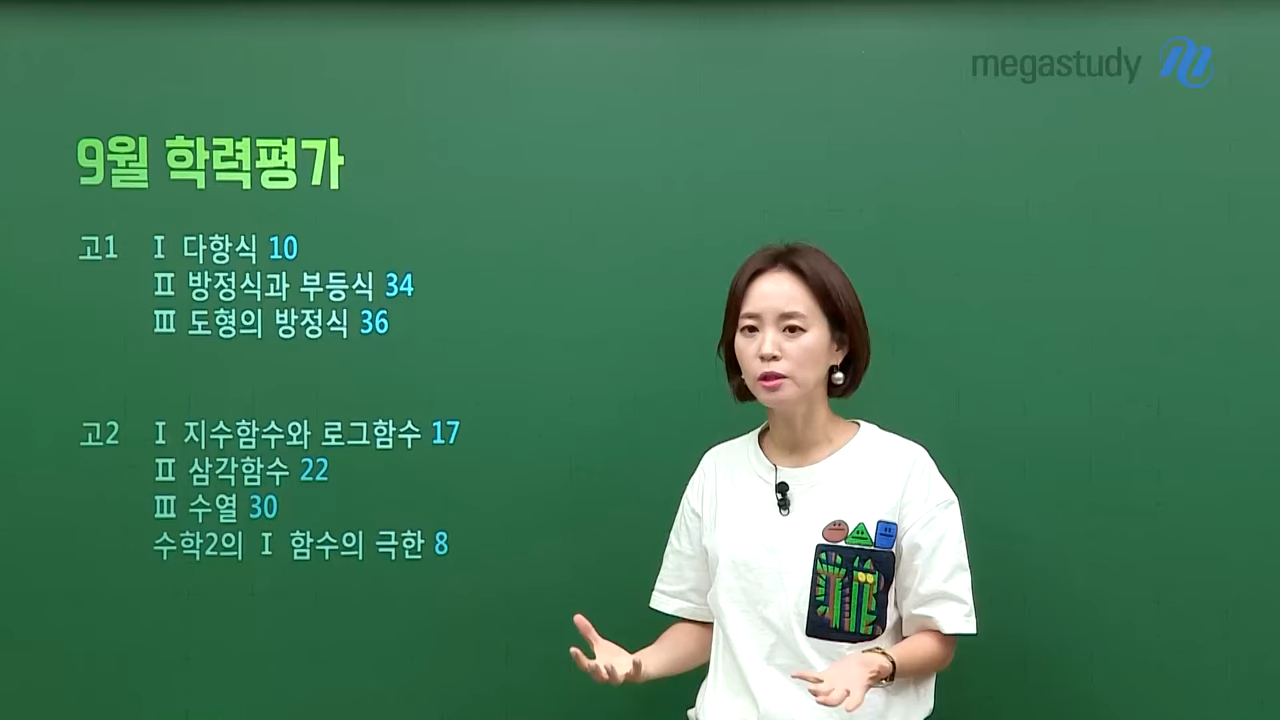 megastudy
9월 학력평가
고1 Ⅰ 다항식 10
Ⅱ 방정식과 부등식 34
Ⅲ 도형의 방정식 36
고2 Ⅰ 지수함수와 로그함수 17
Ⅱ 삼각함수 22
Ⅲ 수열 30
수학2의 Ⅰ 함수의 극한 8